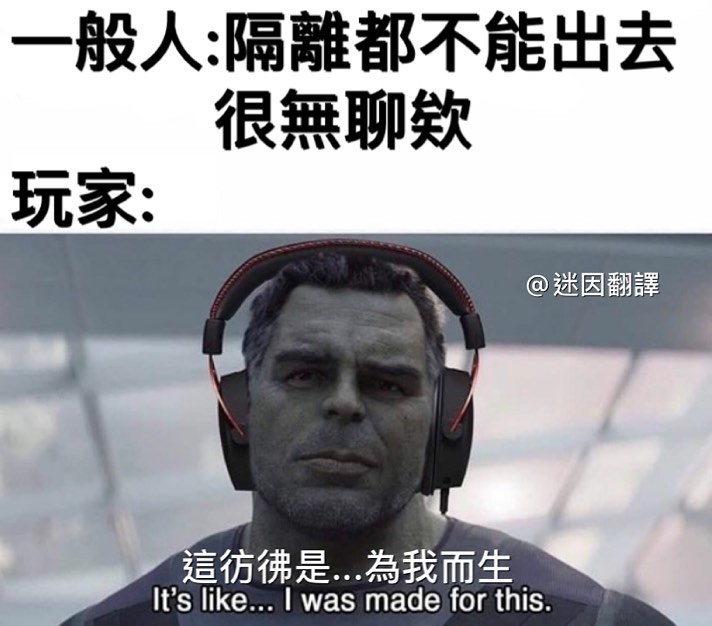 一般人:隔離都不能出去
很無聊欸
玩家:
@迷因翻譯
這彷彿是...為我而生
It's like... I was made for this.